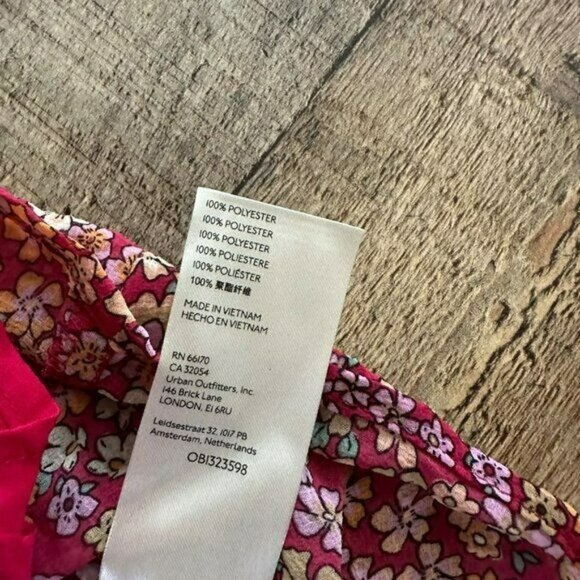 100% POLYESTER
100% POLYESTER
100% POLYESTER
100% POLIESTERE
100% POLIÉSTER
100% 聚酯纤维
MADE IN VIETNAM
HECHO EN VIETNAM
RN 66170
CA 32054
Urban Outfitters, Inc
146 Brick Lane
LONDON, E1 6RU
Leidsestraat 32, 1017 PB
Amsterdam, Netherlands
OB1323598